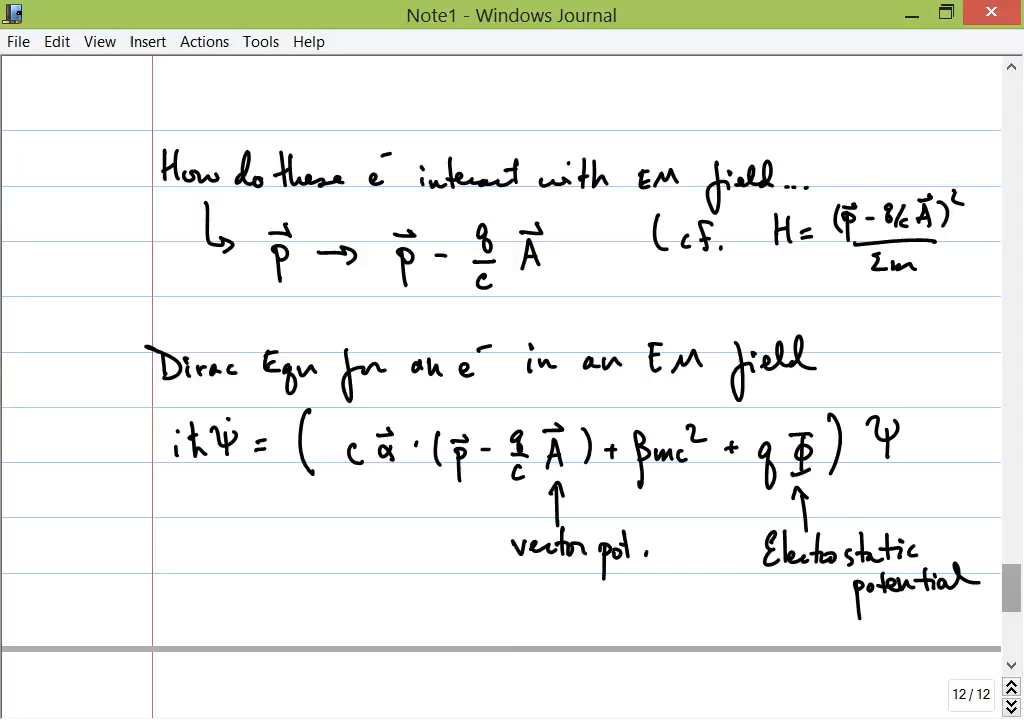 Note1 - Windows Journal
File Edit View Insert Actions Tools Help
How do these e⁻ interact with EM field...
↳ p⃗ → p⃗ - q/c A⃗ (cf. H = (p⃗ - q/c A⃗)² / 2m
Dirac Eqn for an e⁻ in an EM field
iħΨ̇ = ( c α⃗ · (p⃗ - q/c A⃗) + βmc² + q Φ ) Ψ
↑ ↑
vector pot. Electrostatic
potential
12 / 12